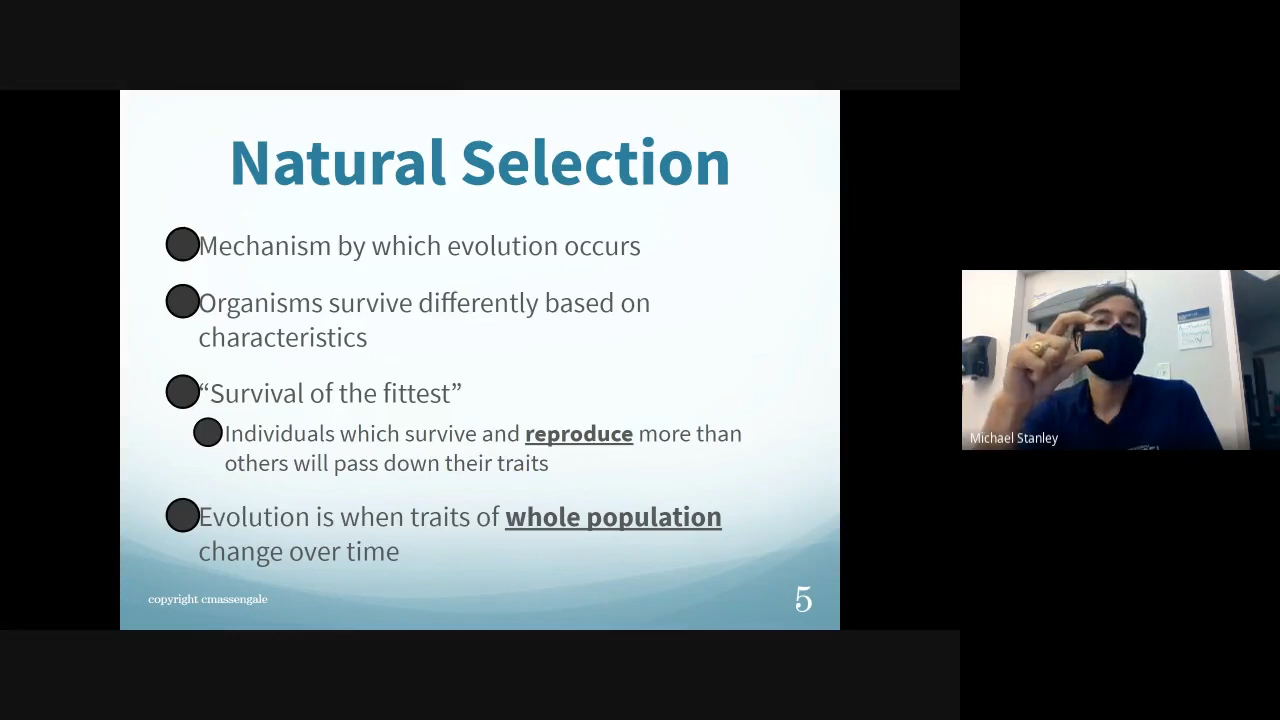 Natural Selection
Mechanism by which evolution occurs
Organisms survive differently based on
characteristics
“Survival of the fittest”
Individuals which survive and reproduce more than
others will pass down their traits
Evolution is when traits of whole population
change over time
copyright cmassengale
5
Michael Stanley